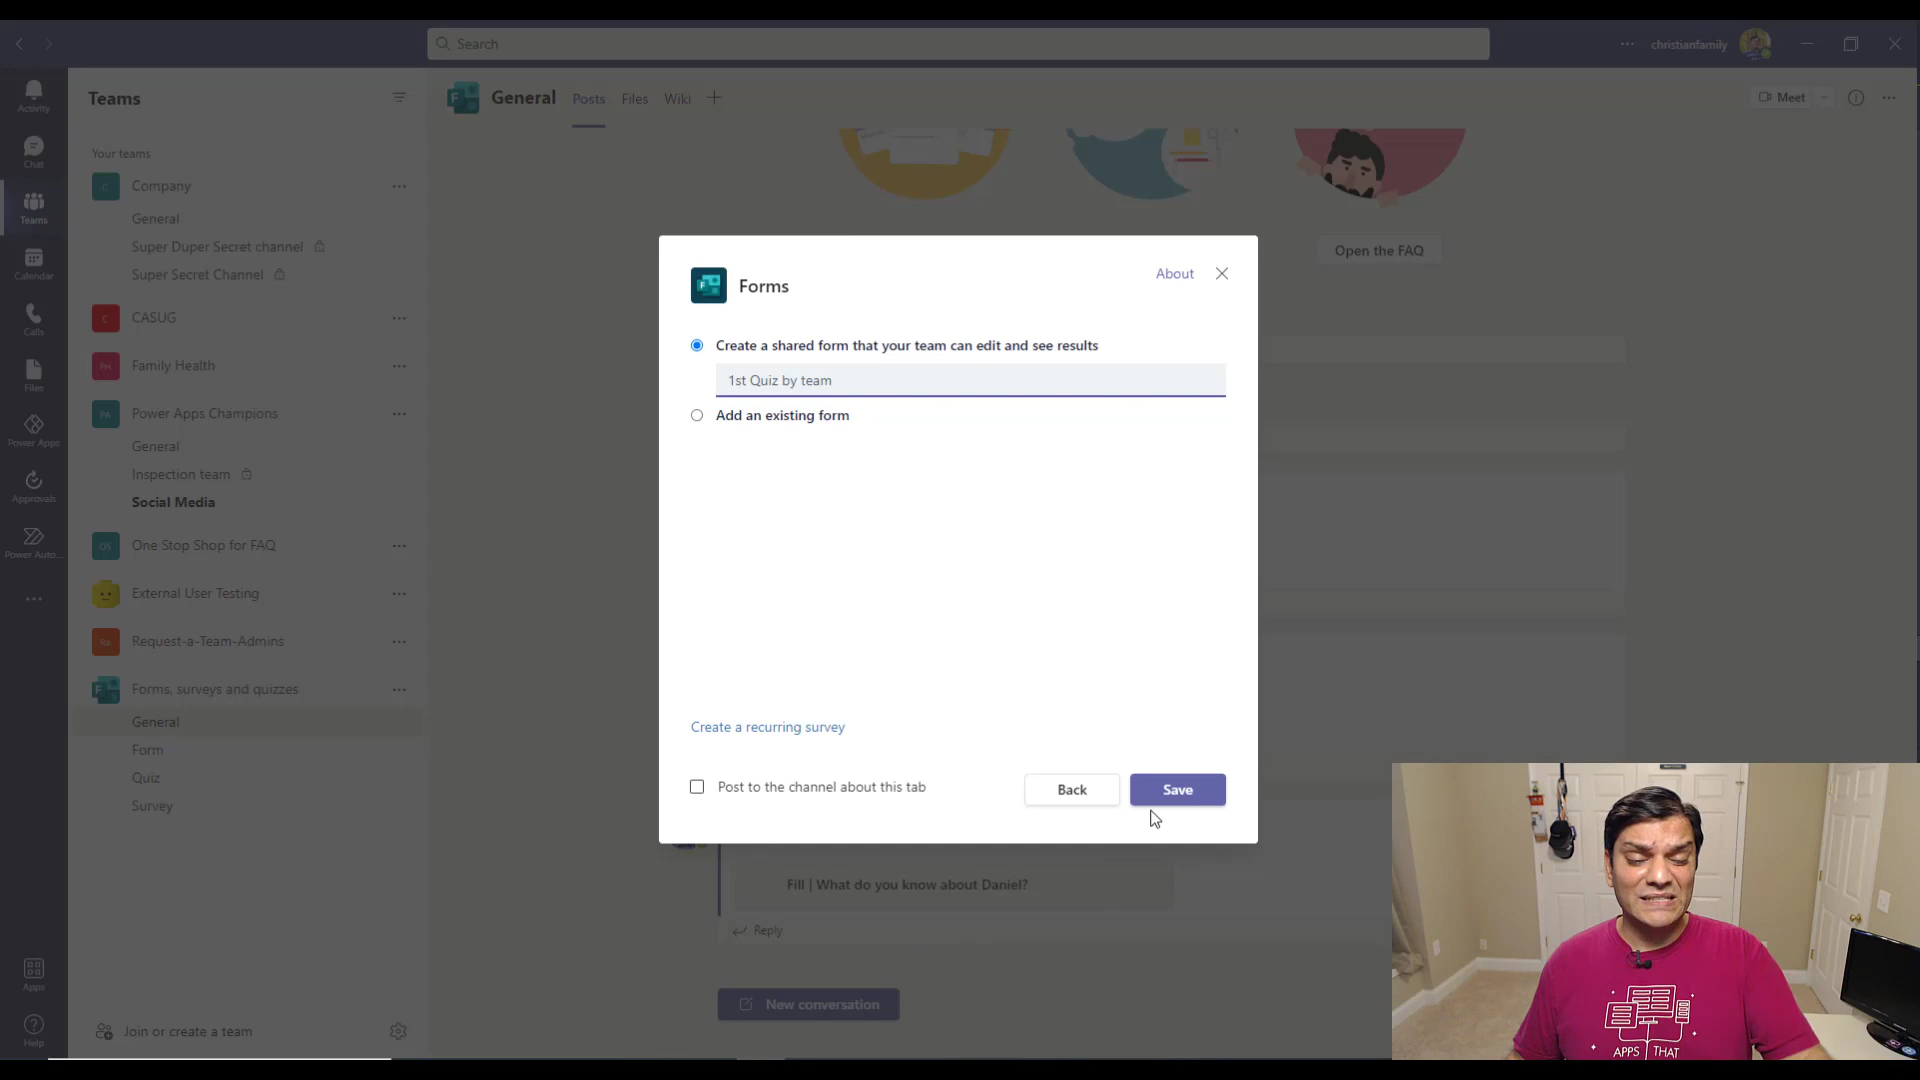 Search
christianfamily
Activity
Chat
Teams
Calendar
Calls
Files
Power Apps
Approvals
Power Auto...
Apps
Help
Teams
Your teams
C
Company
General
Super Duper Secret channel
Super Secret Channel
C
CASUG
FH
Family Health
PA
Power Apps Champions
General
Inspection team
Social Media
OS
One Stop Shop for FAQ
External User Testing
Ra
Request-a-Team-Admins
F
Forms, surveys and quizzes
General
Form
Quiz
Survey
Join or create a team
F
General
Posts
Files
Wiki
Meet
Open the FAQ
F
Forms
About
Create a shared form that your team can edit and see results
1st Quiz by team
Add an existing form
Create a recurring survey
Post to the channel about this tab
Back
Save
Fill | What do you know about Daniel?
Reply
New conversation
APPS THAT